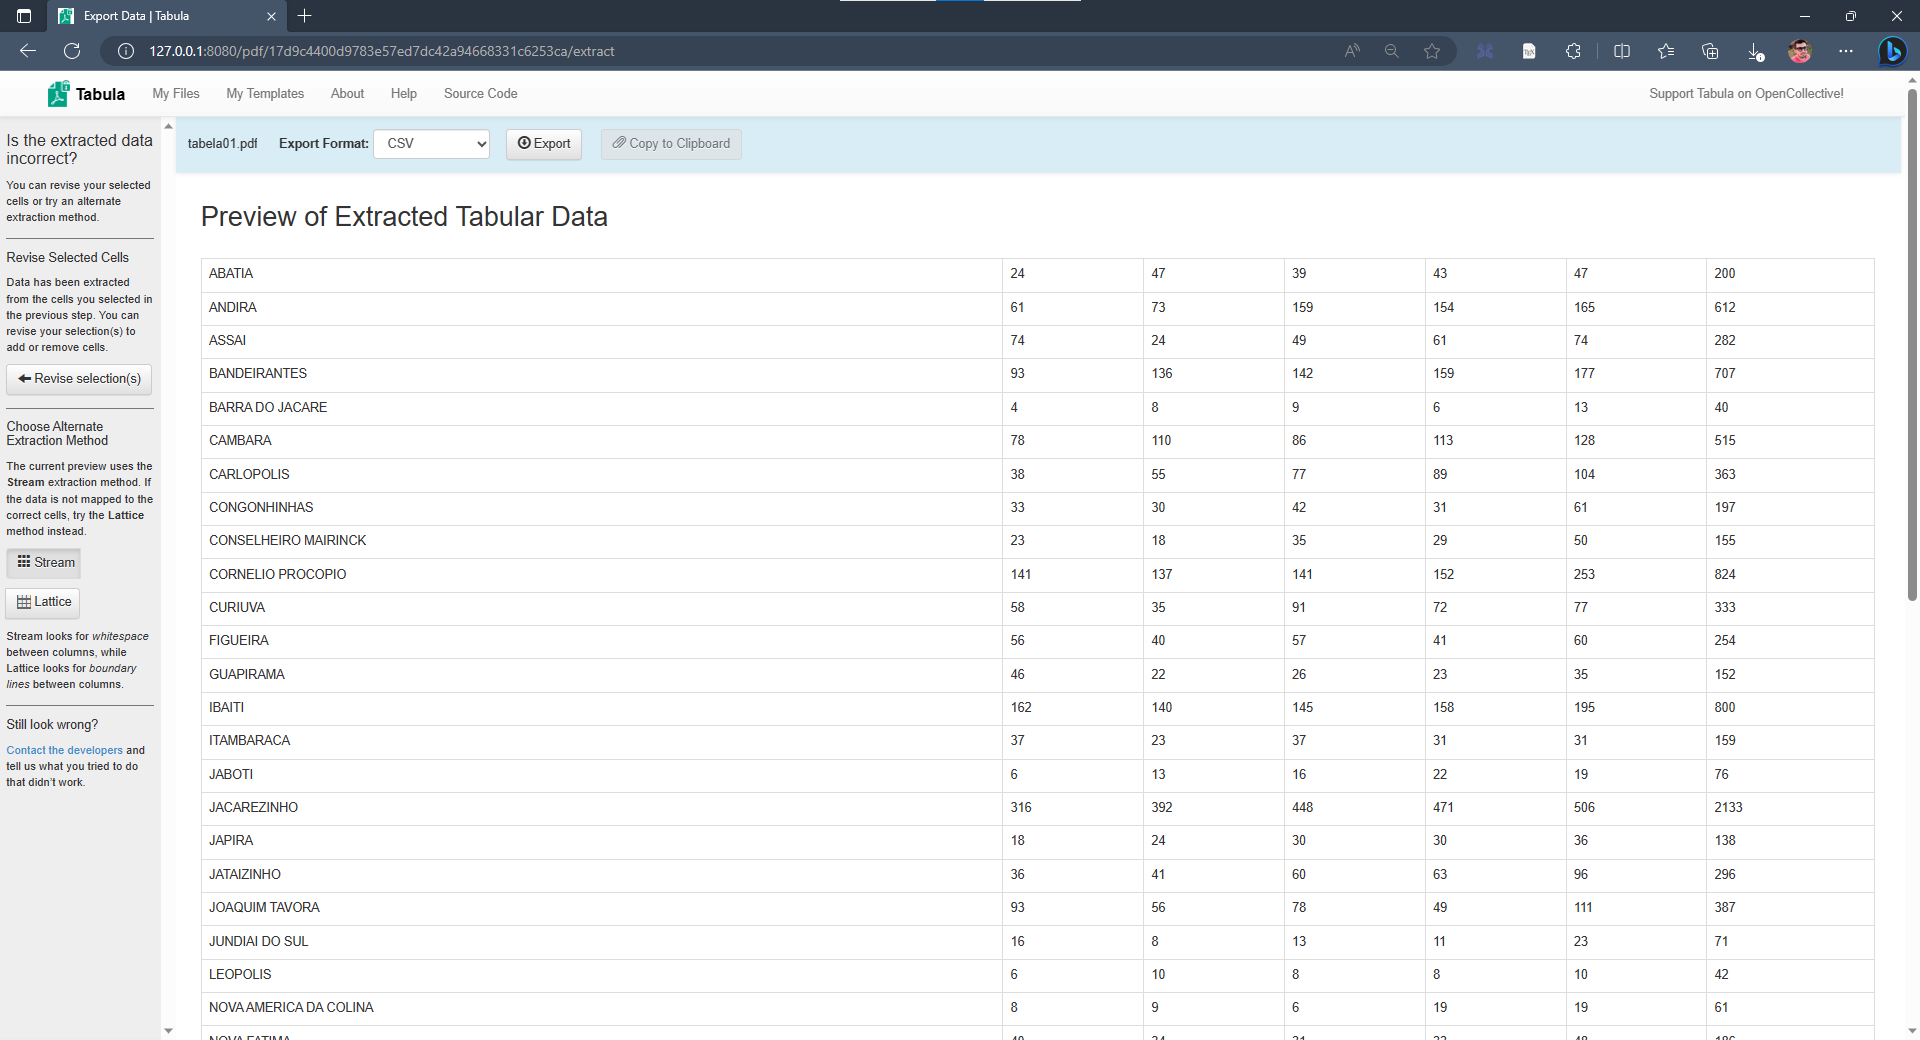 Export Data | Tabula
127.0.0.1:8080/pdf/17d9c4400d9783e57ed7dc42a94668331c6253ca/extract
Tabula My Files My Templates About Help Source Code Support Tabula on OpenCollective!
Is the extracted data
incorrect?
You can revise your selected
cells or try an alternate
extraction method.
Revise Selected Cells
Data has been extracted
from the cells you selected in
the previous step. You can
revise your selection(s) to
add or remove cells.
Revise selection(s)
Choose Alternate
Extraction Method
The current preview uses the
Stream extraction method. If
the data is not mapped to the
correct cells, try the Lattice
method instead.
Stream
Lattice
Stream looks for whitespace
between columns, while
Lattice looks for boundary
lines between columns.
Still look wrong?
Contact the developers and
tell us what you tried to do
that didn't work.
tabela01.pdf Export Format: CSV Export Copy to Clipboard
Preview of Extracted Tabular Data
ABATIA 24 47 39 43 47 200
ANDIRA 61 73 159 154 165 612
ASSAI 74 24 49 61 74 282
BANDEIRANTES 93 136 142 159 177 707
BARRA DO JACARE 4 8 9 6 13 40
CAMBARA 78 110 86 113 128 515
CARLOPOLIS 38 55 77 89 104 363
CONGONHINHAS 33 30 42 31 61 197
CONSELHEIRO MAIRINCK 23 18 35 29 50 155
CORNELIO PROCOPIO 141 137 141 152 253 824
CURIUVA 58 35 91 72 77 333
FIGUEIRA 56 40 57 41 60 254
GUAPIRAMA 46 22 26 23 35 152
IBAITI 162 140 145 158 195 800
ITAMBARACA 37 23 37 31 31 159
JABOTI 6 13 16 22 19 76
JACAREZINHO 316 392 448 471 506 2133
JAPIRA 18 24 30 30 36 138
JATAIZINHO 36 41 60 63 96 296
JOAQUIM TAVORA 93 56 78 49 111 387
JUNDIAI DO SUL 16 8 13 11 23 71
LEOPOLIS 6 10 8 8 10 42
NOVA AMERICA DA COLINA 8 9 6 19 19 61
NOVA FATIMA